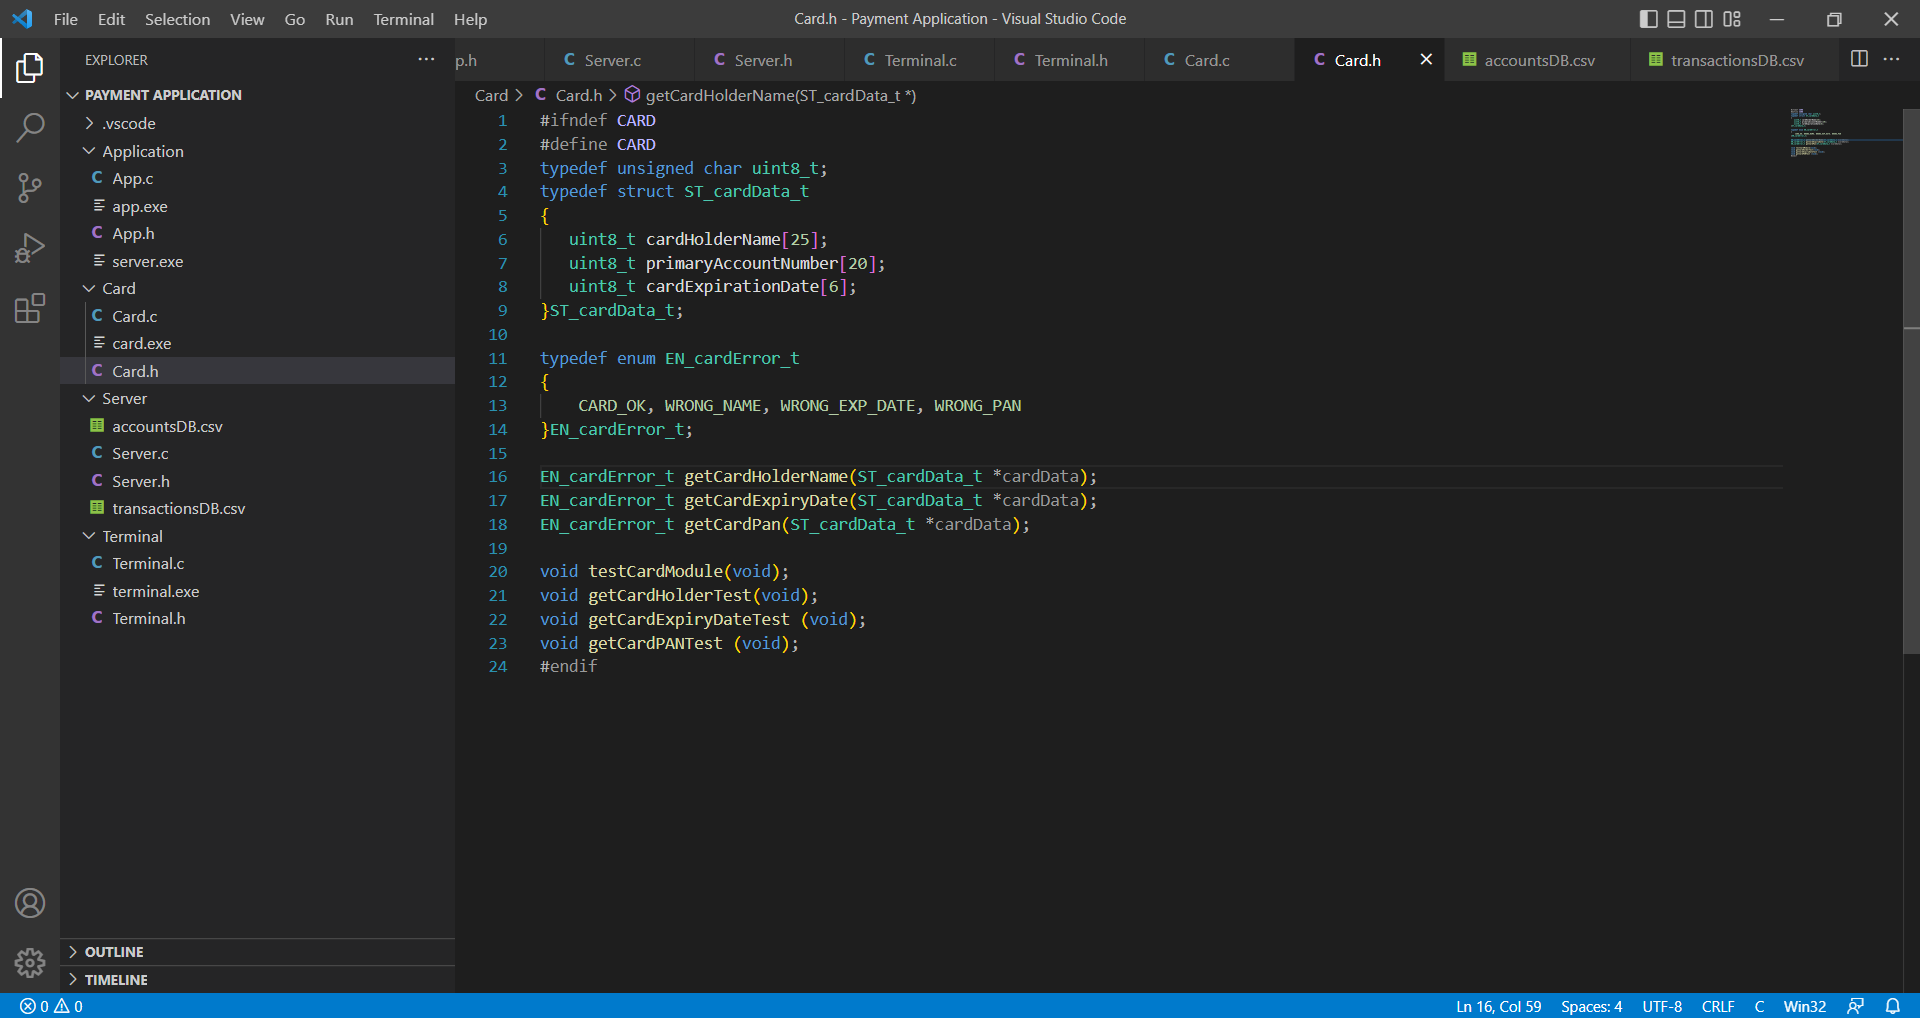 File Edit Selection View Go Run Terminal Help
Card.h - Payment Application - Visual Studio Code
EXPLORER
PAYMENT APPLICATION
.vscode
Application
C App.c
app.exe
C App.h
server.exe
Card
C Card.c
card.exe
C Card.h
Server
accountsDB.csv
C Server.c
C Server.h
transactionsDB.csv
Terminal
C Terminal.c
terminal.exe
C Terminal.h
OUTLINE
TIMELINE
p.h C Server.c C Server.h C Terminal.c C Terminal.h C Card.c C Card.h accountsDB.csv transactionsDB.csv
Card > C Card.h > getCardHolderName(ST_cardData_t *)
1 #ifndef CARD
2 #define CARD
3 typedef unsigned char uint8_t;
4 typedef struct ST_cardData_t
5 {
6 uint8_t cardHolderName[25];
7 uint8_t primaryAccountNumber[20];
8 uint8_t cardExpirationDate[6];
9 }ST_cardData_t;
10
11 typedef enum EN_cardError_t
12 {
13 CARD_OK, WRONG_NAME, WRONG_EXP_DATE, WRONG_PAN
14 }EN_cardError_t;
15
16 EN_cardError_t getCardHolderName(ST_cardData_t *cardData);
17 EN_cardError_t getCardExpiryDate(ST_cardData_t *cardData);
18 EN_cardError_t getCardPan(ST_cardData_t *cardData);
19
20 void testCardModule(void);
21 void getCardHolderTest(void);
22 void getCardExpiryDateTest (void);
23 void getCardPANTest (void);
24 #endif
0 0
Ln 16, Col 59 Spaces: 4 UTF-8 CRLF C Win32